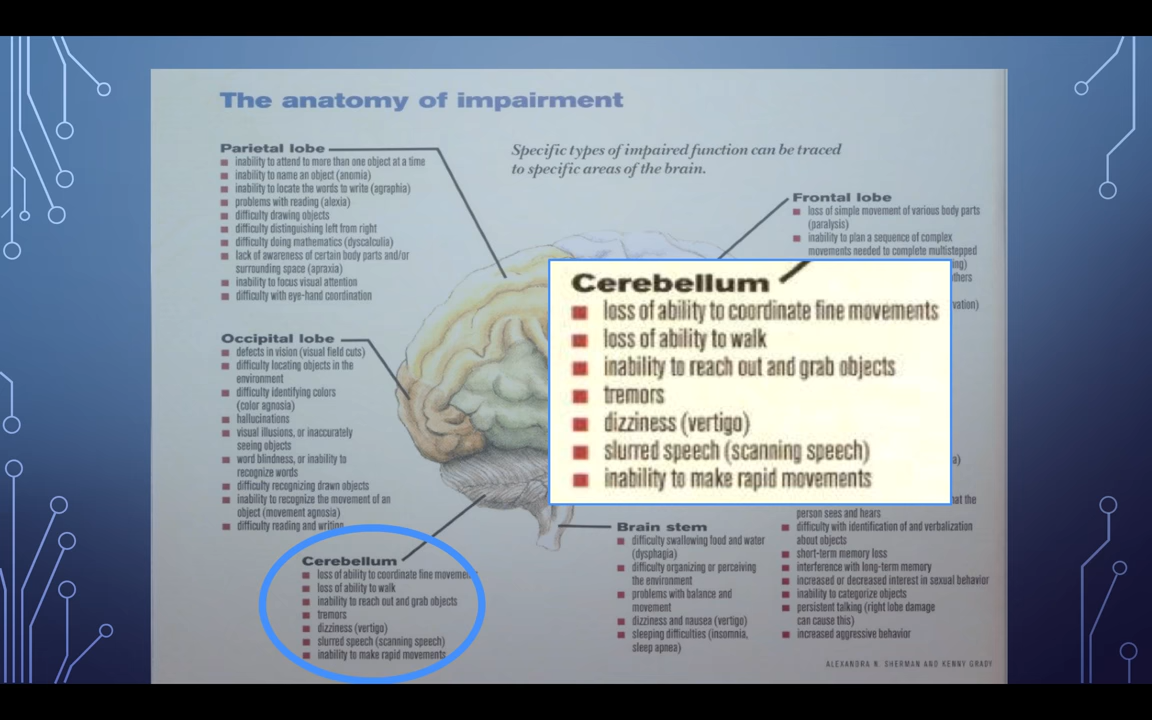 The anatomy of impairment
Specific types of impaired function can be traced
to specific areas of the brain.
Parietal lobe
inability to attend to more than one object at a time
inability to name an object (anomia)
inability to locate the words to write (agraphia)
problems with reading (alexia)
difficulty drawing objects
difficulty distinguishing left from right
difficulty doing mathematics (dyscalculia)
lack of awareness of certain body parts and/or
surrounding space (apraxia)
inability to focus visual attention
difficulty with eye-hand coordination
Occipital lobe
defects in vision (visual field cuts)
difficulty locating objects in the
environment
difficulty identifying colors
(color agnosia)
hallucinations
visual illusions, or inaccurately
seeing objects
word blindness, or inability to
recognize words
difficulty recognizing drawn objects
inability to recognize the movement of an
object (movement agnosia)
difficulty reading and writing
Cerebellum
loss of ability to coordinate fine movemen
loss of ability to walk
inability to reach out and grab objects
tremors
dizziness (vertigo)
slurred speech (scanning speech)
inability to make rapid movements
Frontal lobe
loss of simple movement of various body parts
(paralysis)
inability to plan a sequence of complex
movements needed to complete multistepped
Cerebellum
loss of ability to coordinate fine movements
loss of ability to walk
inability to reach out and grab objects
tremors
dizziness (vertigo)
slurred speech (scanning speech)
inability to make rapid movements
Brain stem
difficulty swallowing food and water
(dysphagia)
difficulty organizing or perceiving
the environment
problems with balance and
movement
dizziness and nausea (vertigo)
sleeping difficulties (insomnia,
sleep apnea)
person sees and hears
difficulty with identification of and verbalization
about objects
short-term memory loss
interference with long-term memory
increased or decreased interest in sexual behavior
inability to categorize objects
persistent talking (right lobe damage
can cause this)
increased aggressive behavior
ALEXANDRA N. SHERMAN AND KENNY GRADY